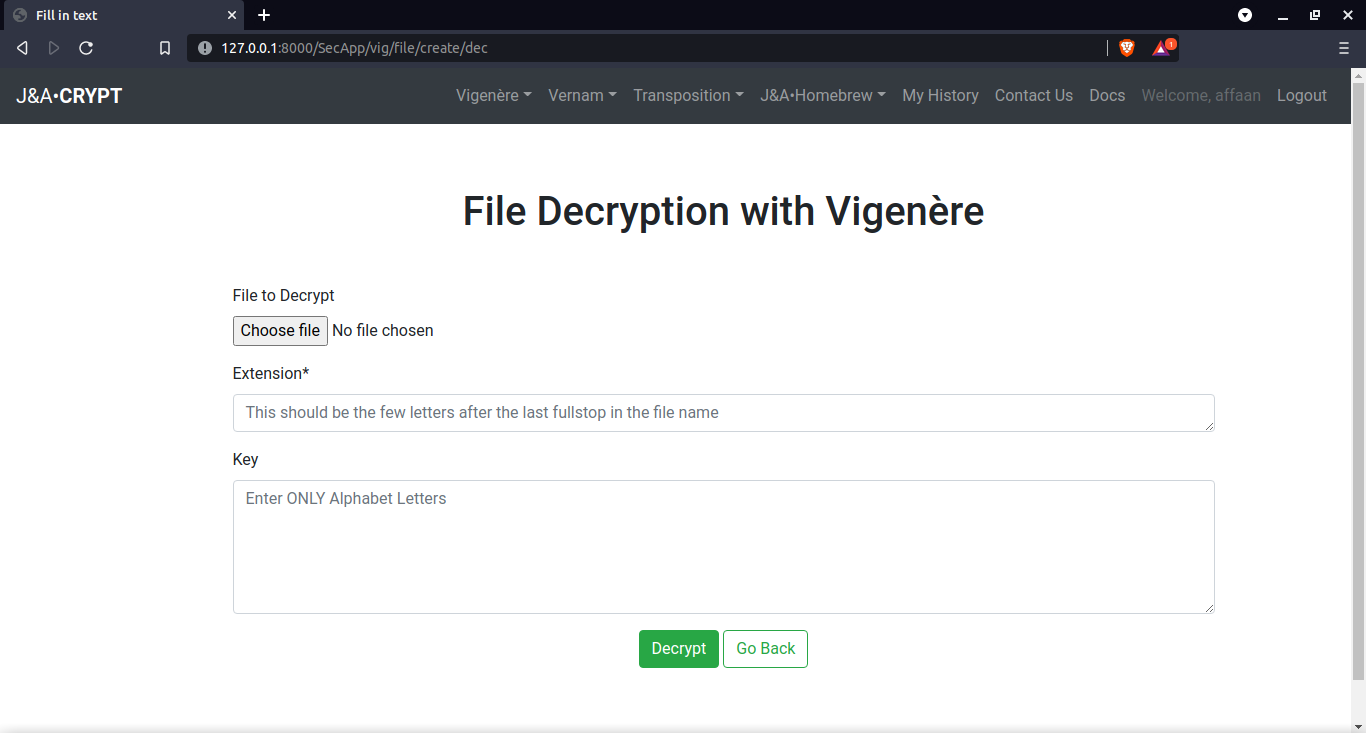 Fill in text
127.0.0.1:8000/SecApp/vig/file/create/dec
1
J&A•CRYPT Vigenère Vernam Transposition J&A•Homebrew My History Contact Us Docs Welcome, affaan Logout
File Decryption with Vigenère
File to Decrypt
Choose file No file chosen
Extension*
This should be the few letters after the last fullstop in the file name
Key
Enter ONLY Alphabet Letters
Decrypt Go Back